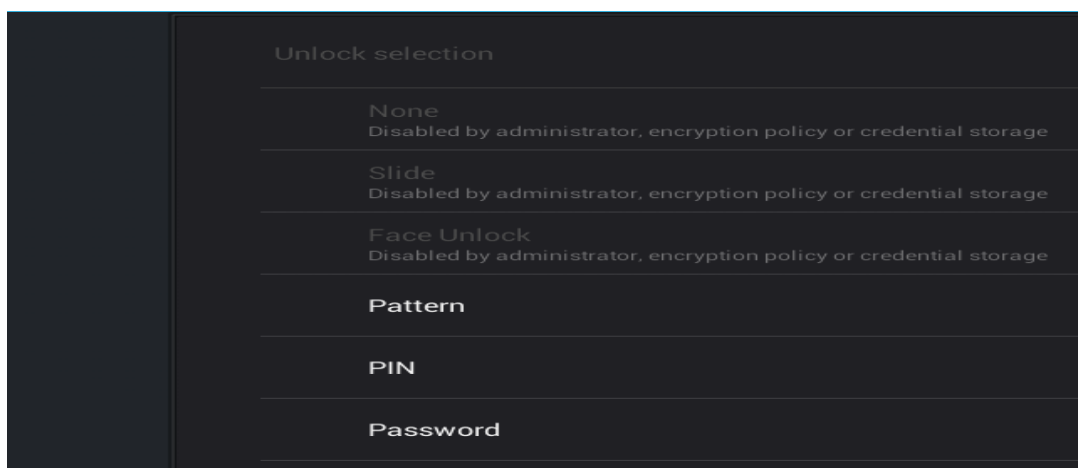 Unlock selection
None
Disabled by administrator, encryption policy or credential storage
Slide
Disabled by administrator, encryption policy or credential storage
Face Unlock
Disabled by administrator, encryption policy or credential storage
Pattern
PIN
Password